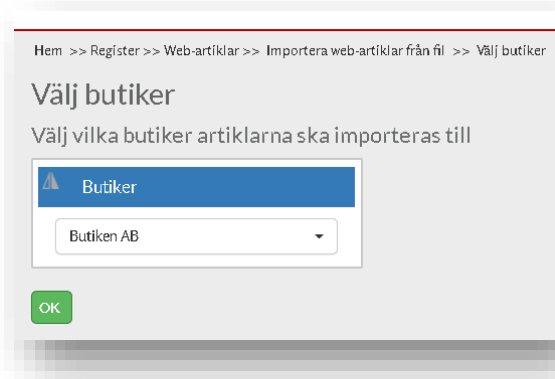 Hem >> Register >> Web-artiklar >> Importera web-artiklar från fil >> Välj butiker
Välj butiker
Välj vilka butiker artiklarna ska importeras till
Butiker
Butiken AB
OK